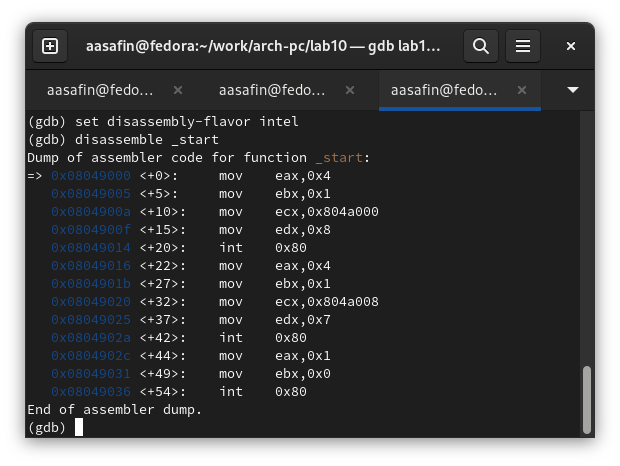 aasafin@fedora:~/work/arch-pc/lab10 — gdb lab1…
aasafin@fedo… × aasafin@fedo… × aasafin@fedo… ×
(gdb) set disassembly-flavor intel
(gdb) disassemble _start
Dump of assembler code for function _start:
=> 0x08049000 <+0>:    mov    eax,0x4
   0x08049005 <+5>:    mov    ebx,0x1
   0x0804900a <+10>:    mov    ecx,0x804a000
   0x0804900f <+15>:    mov    edx,0x8
   0x08049014 <+20>:    int    0x80
   0x08049016 <+22>:    mov    eax,0x4
   0x0804901b <+27>:    mov    ebx,0x1
   0x08049020 <+32>:    mov    ecx,0x804a008
   0x08049025 <+37>:    mov    edx,0x7
   0x0804902a <+42>:    int    0x80
   0x0804902c <+44>:    mov    eax,0x1
   0x08049031 <+49>:    mov    ebx,0x0
   0x08049036 <+54>:    int    0x80
End of assembler dump.
(gdb)